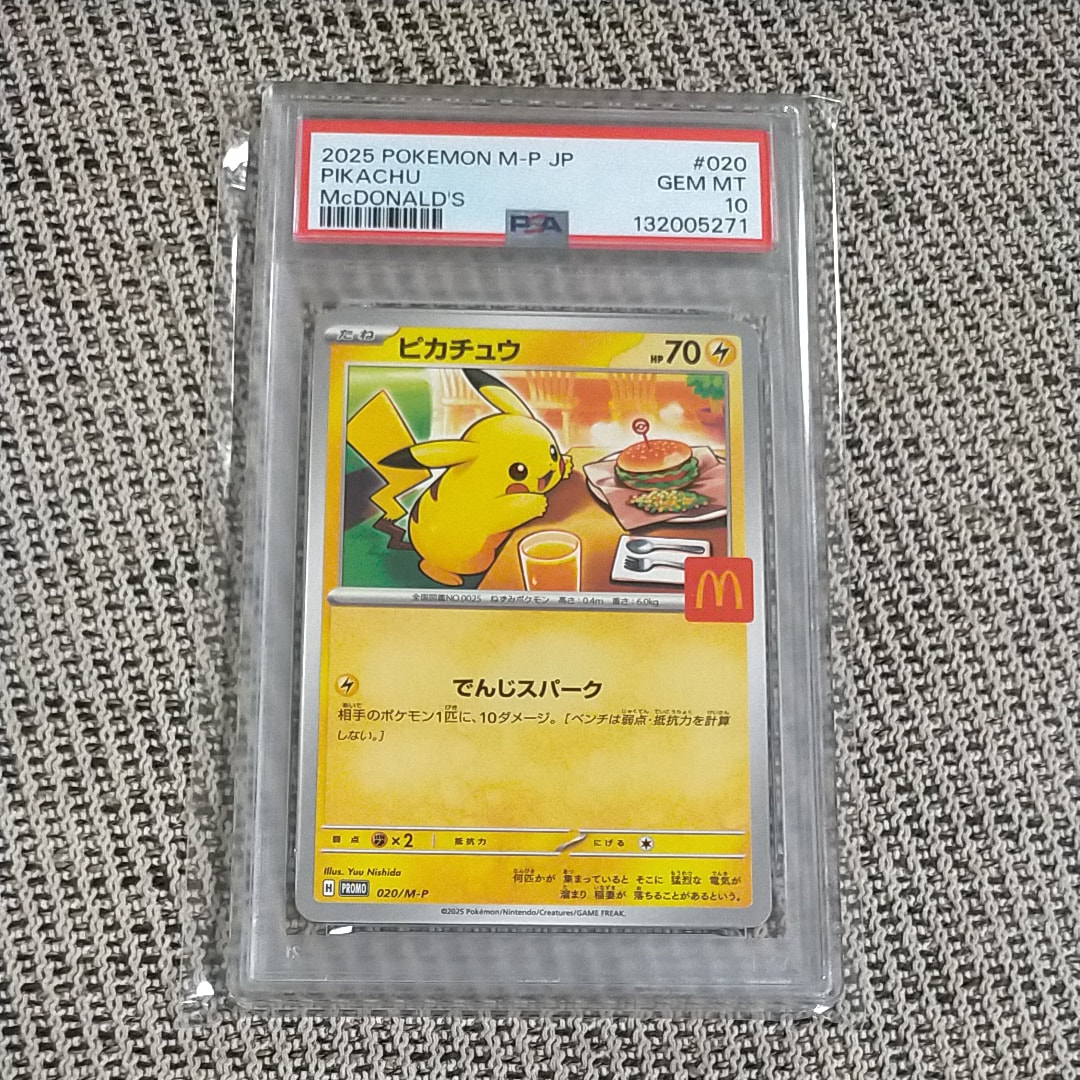 2025 POKEMON M-P JP #020
PIKACHU GEM MT
McDONALD'S 10
PSA 132005271
たね ピカチュウ HP70
全国図鑑NO.0025 ねずみポケモン 高さ:0.4m 重さ:6.0kg
でんじスパーク
相手のポケモン1匹に、10ダメージ。[ベンチは弱点・抵抗力を計算
しない。]
弱点 ×2 抵抗力 にげる
Illus. Yuu Nishida
H PROMO 020/M-P
何匹かが 集まっていると そこに 猛烈な 電気が
溜まり 稲妻が 落ちることがあるという。
©2025 Pokémon/Nintendo/Creatures/GAME FREAK.